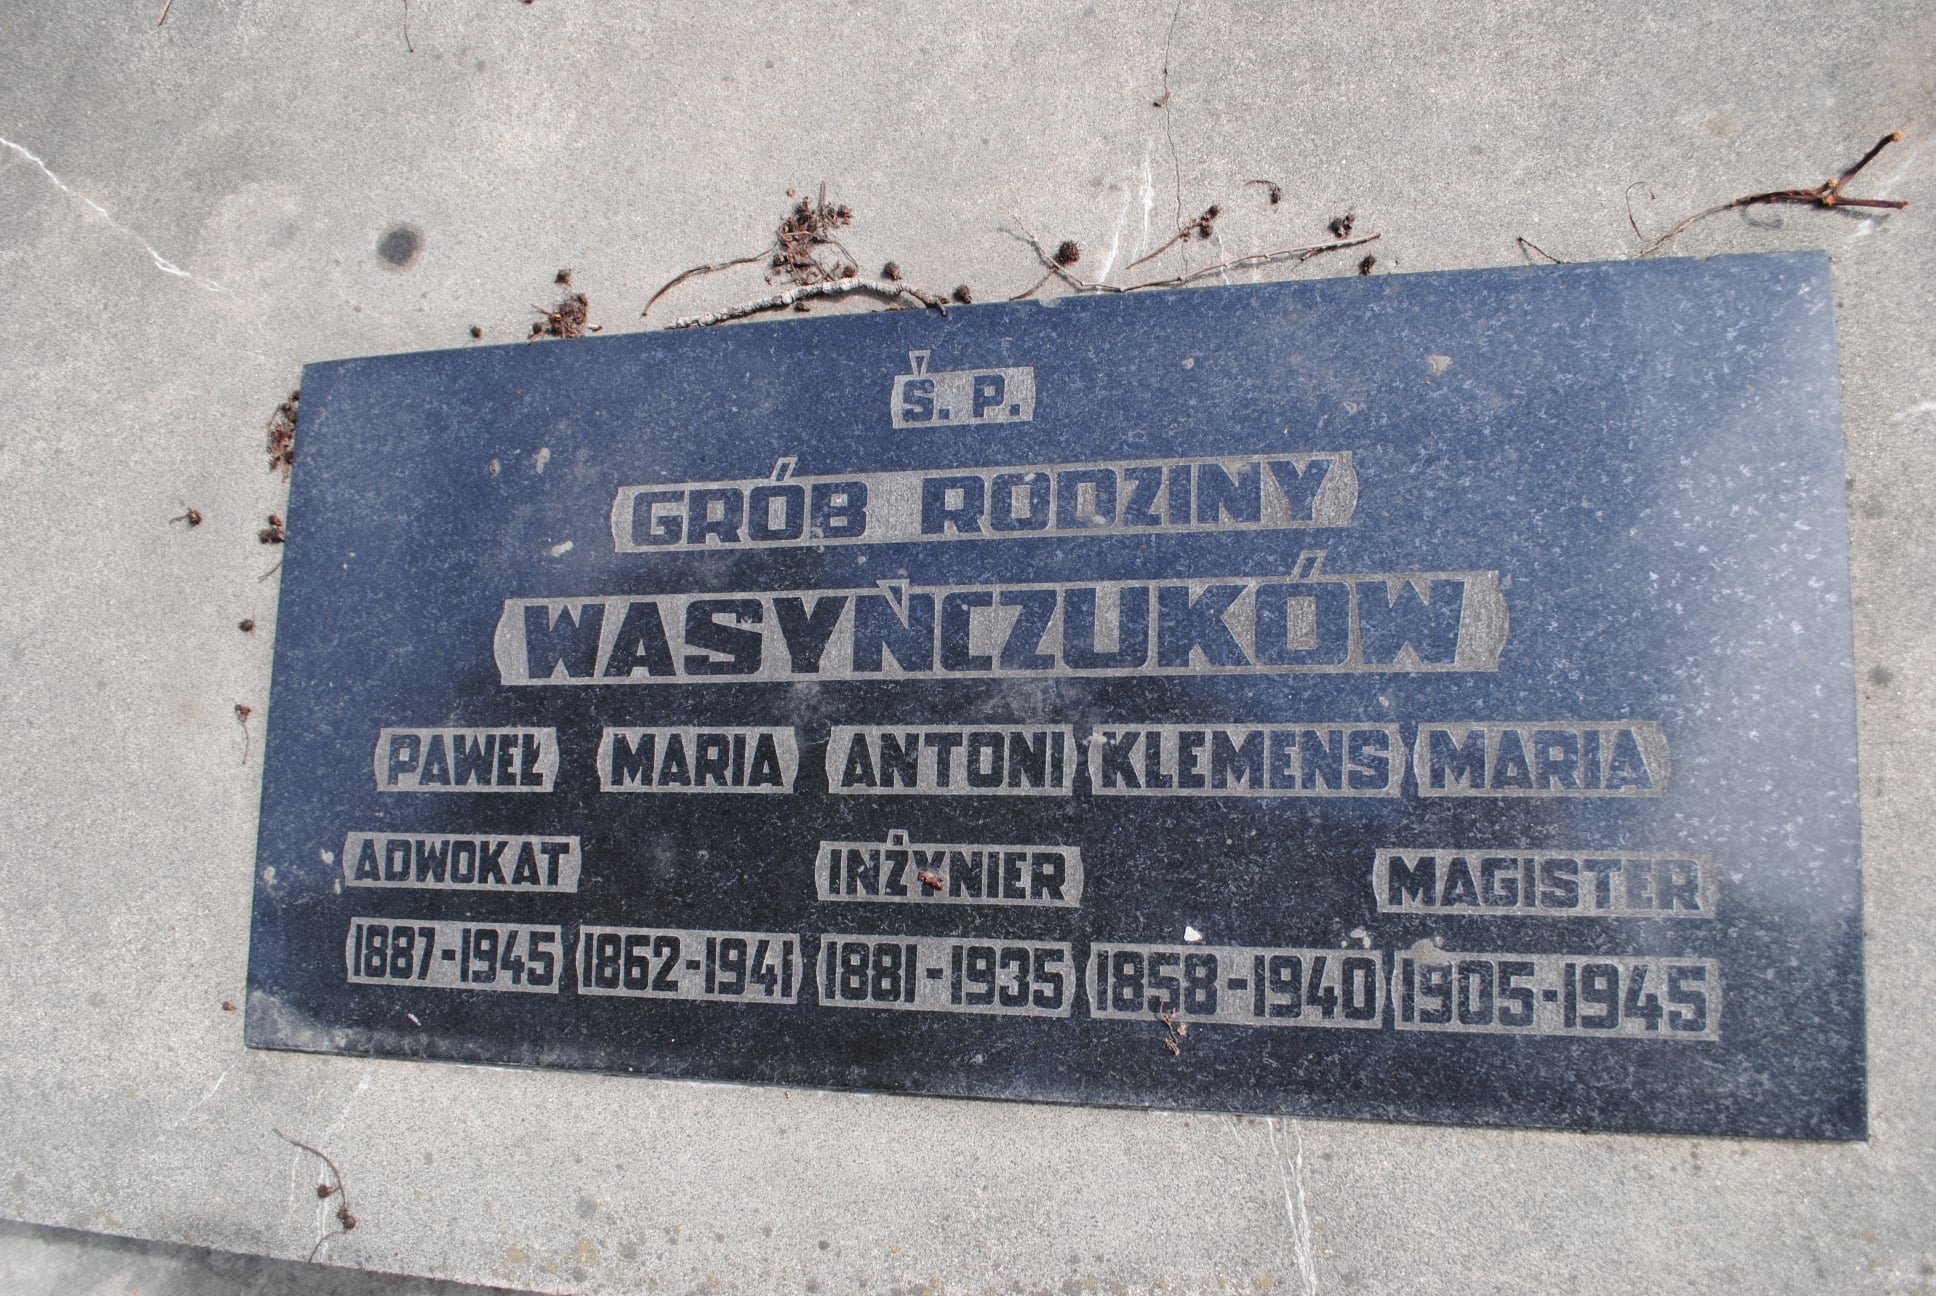 Ś. P.
GRÓB RODZINY
WASYŃCZUKÓW
PAWEŁ MARIA ANTONI KLEMENS MARIA
ADWOKAT INŻYNIER MAGISTER
1887-1945 1862-1941 1881-1935 1858-1940 1905-1945